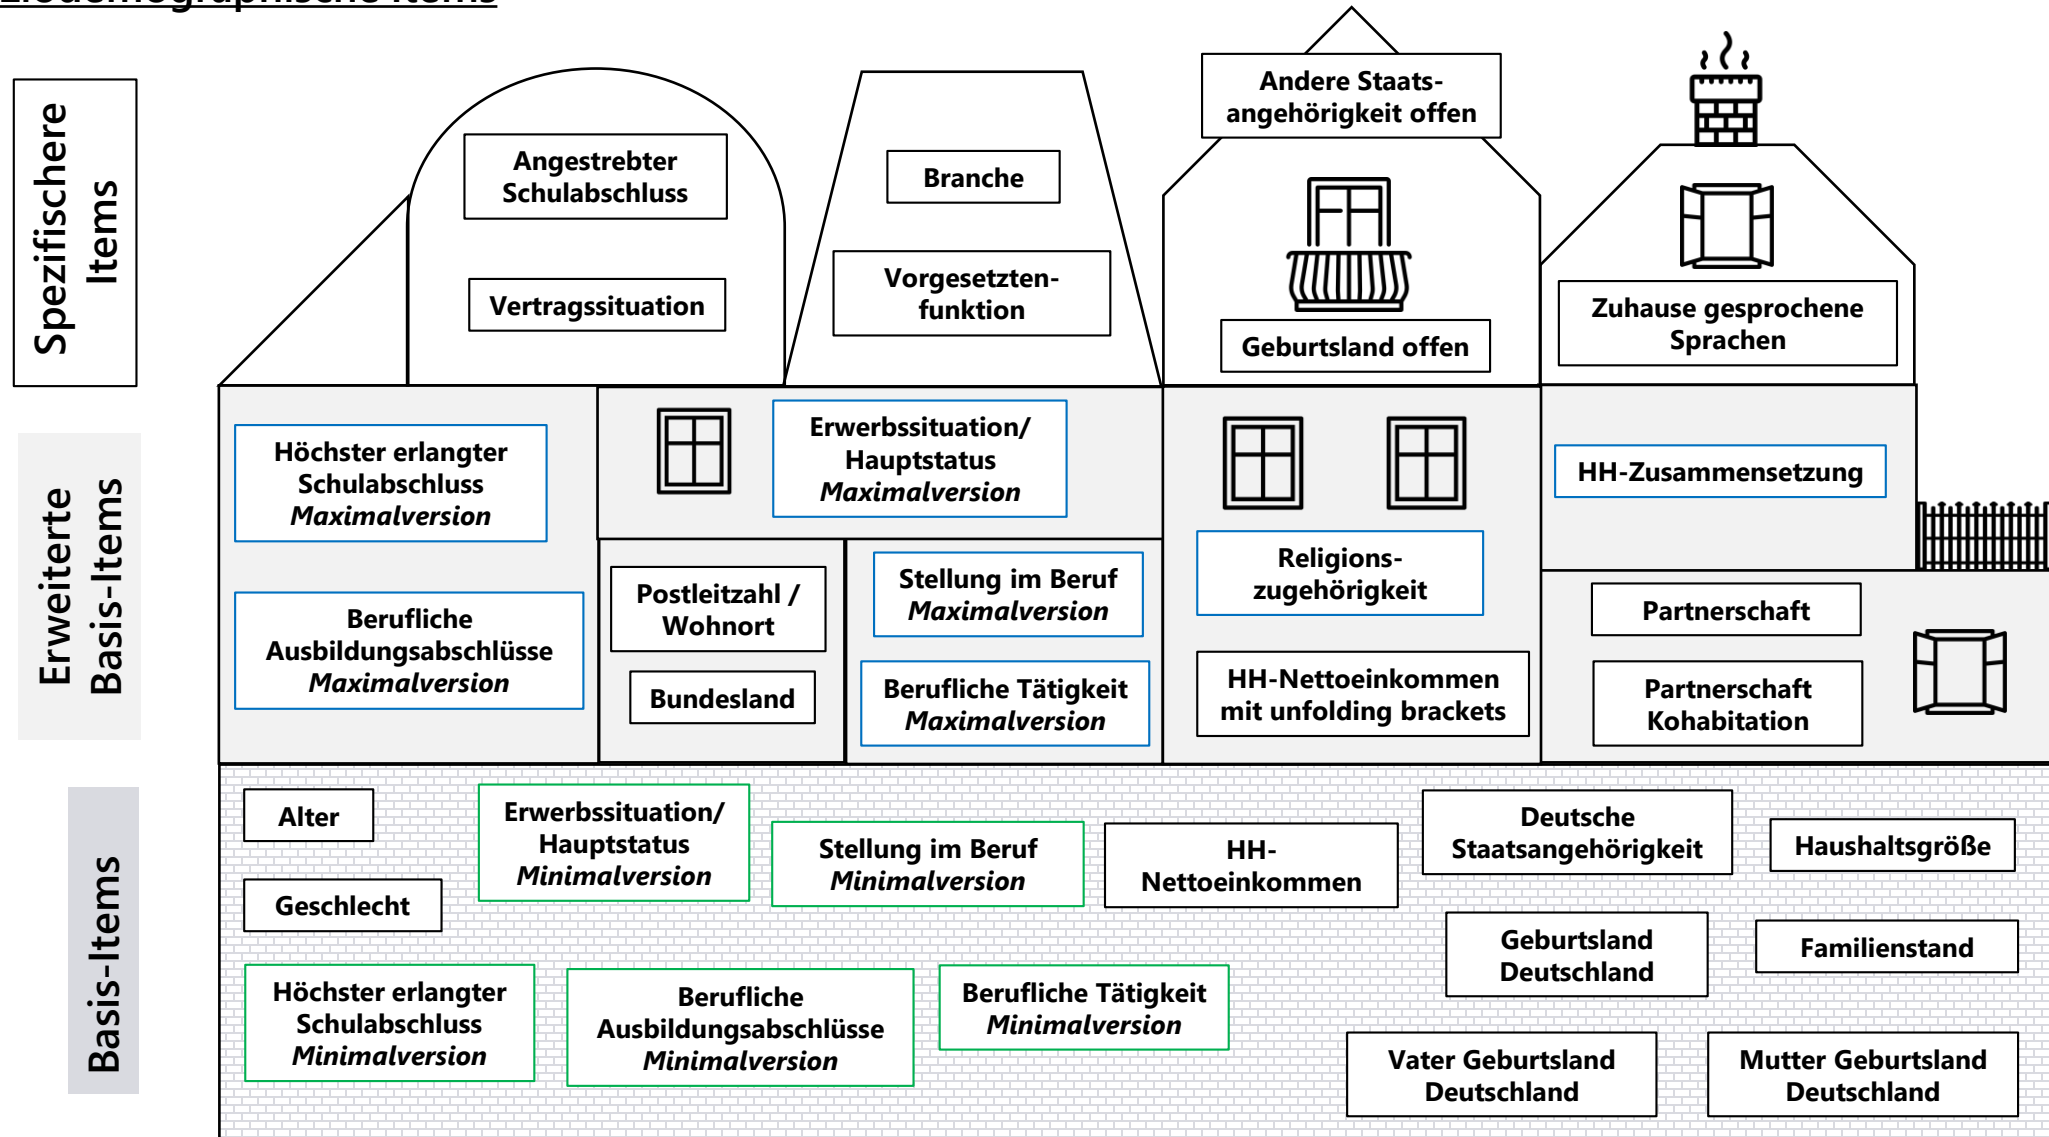 ziodemographische Items
Spezifischere
Items
Angestrebter
Schulabschluss
Vertragssituation
Branche
Vorgesetzten-
funktion
Andere Staats-
angehörigkeit offen
Geburtsland offen
Zuhause gesprochene
Sprachen
Erweiterte
Basis-Items
Höchster erlangter
Schulabschluss
Maximalversion
Berufliche
Ausbildungsabschlüsse
Maximalversion
Erwerbssituation/
Hauptstatus
Maximalversion
Postleitzahl /
Wohnort
Bundesland
Stellung im Beruf
Maximalversion
Berufliche Tätigkeit
Maximalversion
Religions-
zugehörigkeit
HH-Nettoeinkommen
mit unfolding brackets
HH-Zusammensetzung
Partnerschaft
Partnerschaft
Kohabitation
Basis-Items
Alter
Geschlecht
Erwerbssituation/
Hauptstatus
Minimalversion
Stellung im Beruf
Minimalversion
HH-
Nettoeinkommen
Deutsche
Staatsangehörigkeit
Haushaltsgröße
Geburtsland
Deutschland
Familienstand
Höchster erlangter
Schulabschluss
Minimalversion
Berufliche
Ausbildungsabschlüsse
Minimalversion
Berufliche Tätigkeit
Minimalversion
Vater Geburtsland
Deutschland
Mutter Geburtsland
Deutschland